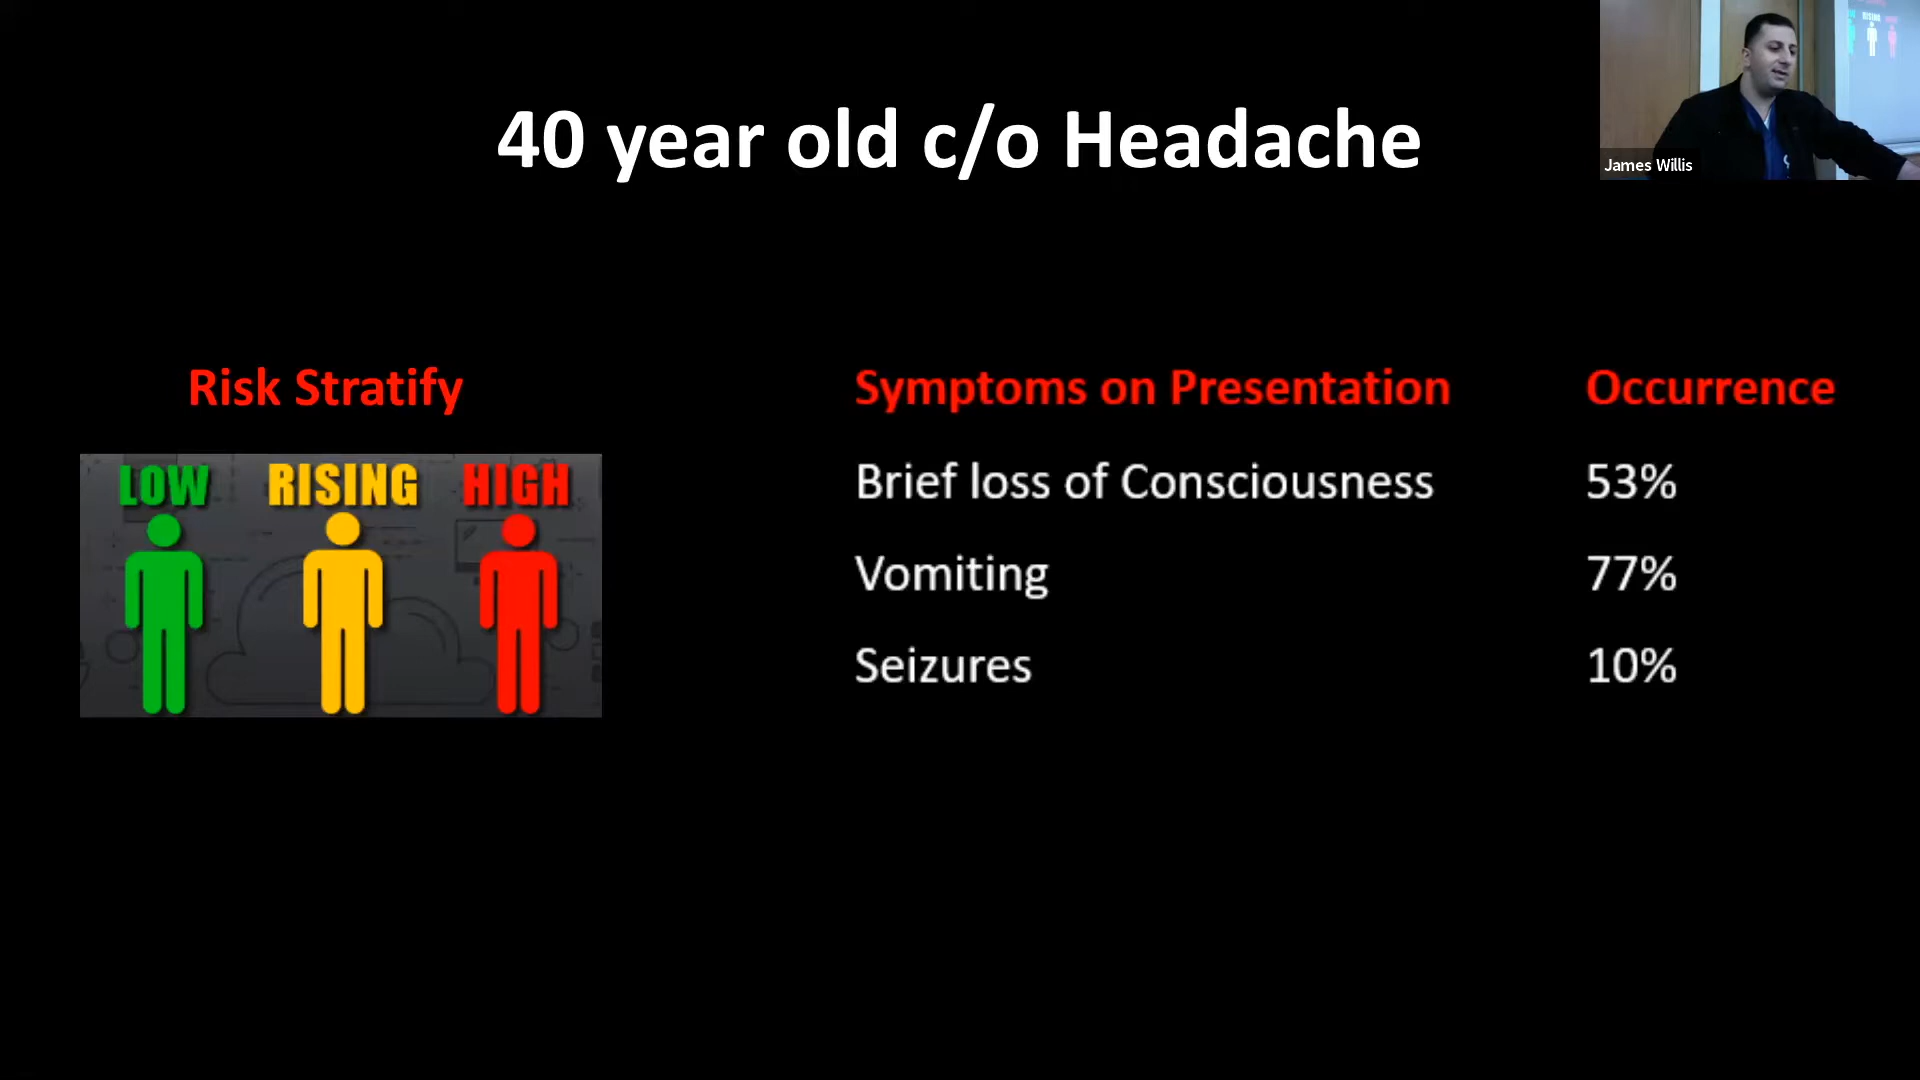 40 year old c/o Headache
James Willis
Risk Stratify
LOW RISING HIGH
Symptoms on Presentation Occurrence
Brief loss of Consciousness 53%
Vomiting 77%
Seizures 10%